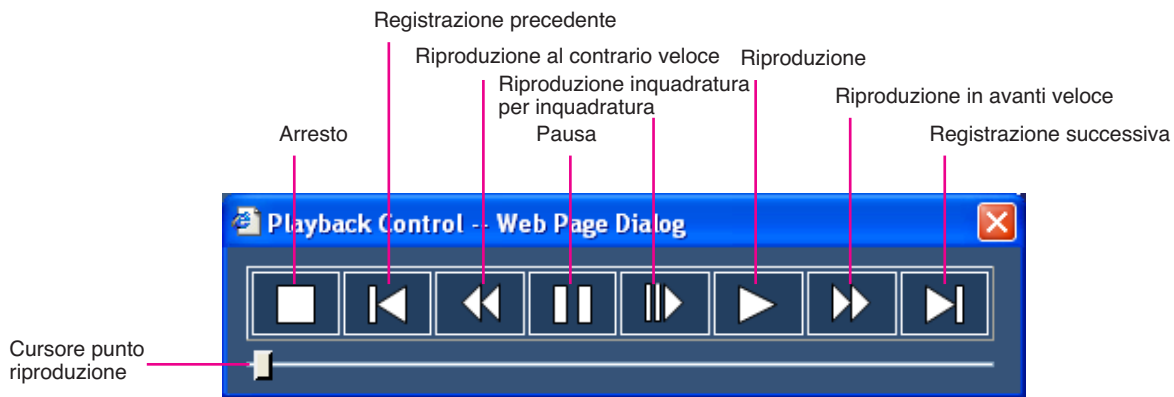 Registrazione precedente
Riproduzione al contrario veloce
Riproduzione
Riproduzione inquadratura
per inquadratura
Riproduzione in avanti veloce
Arresto
Pausa
Registrazione successiva
Playback Control -- Web Page Dialog
Cursore punto
riproduzione